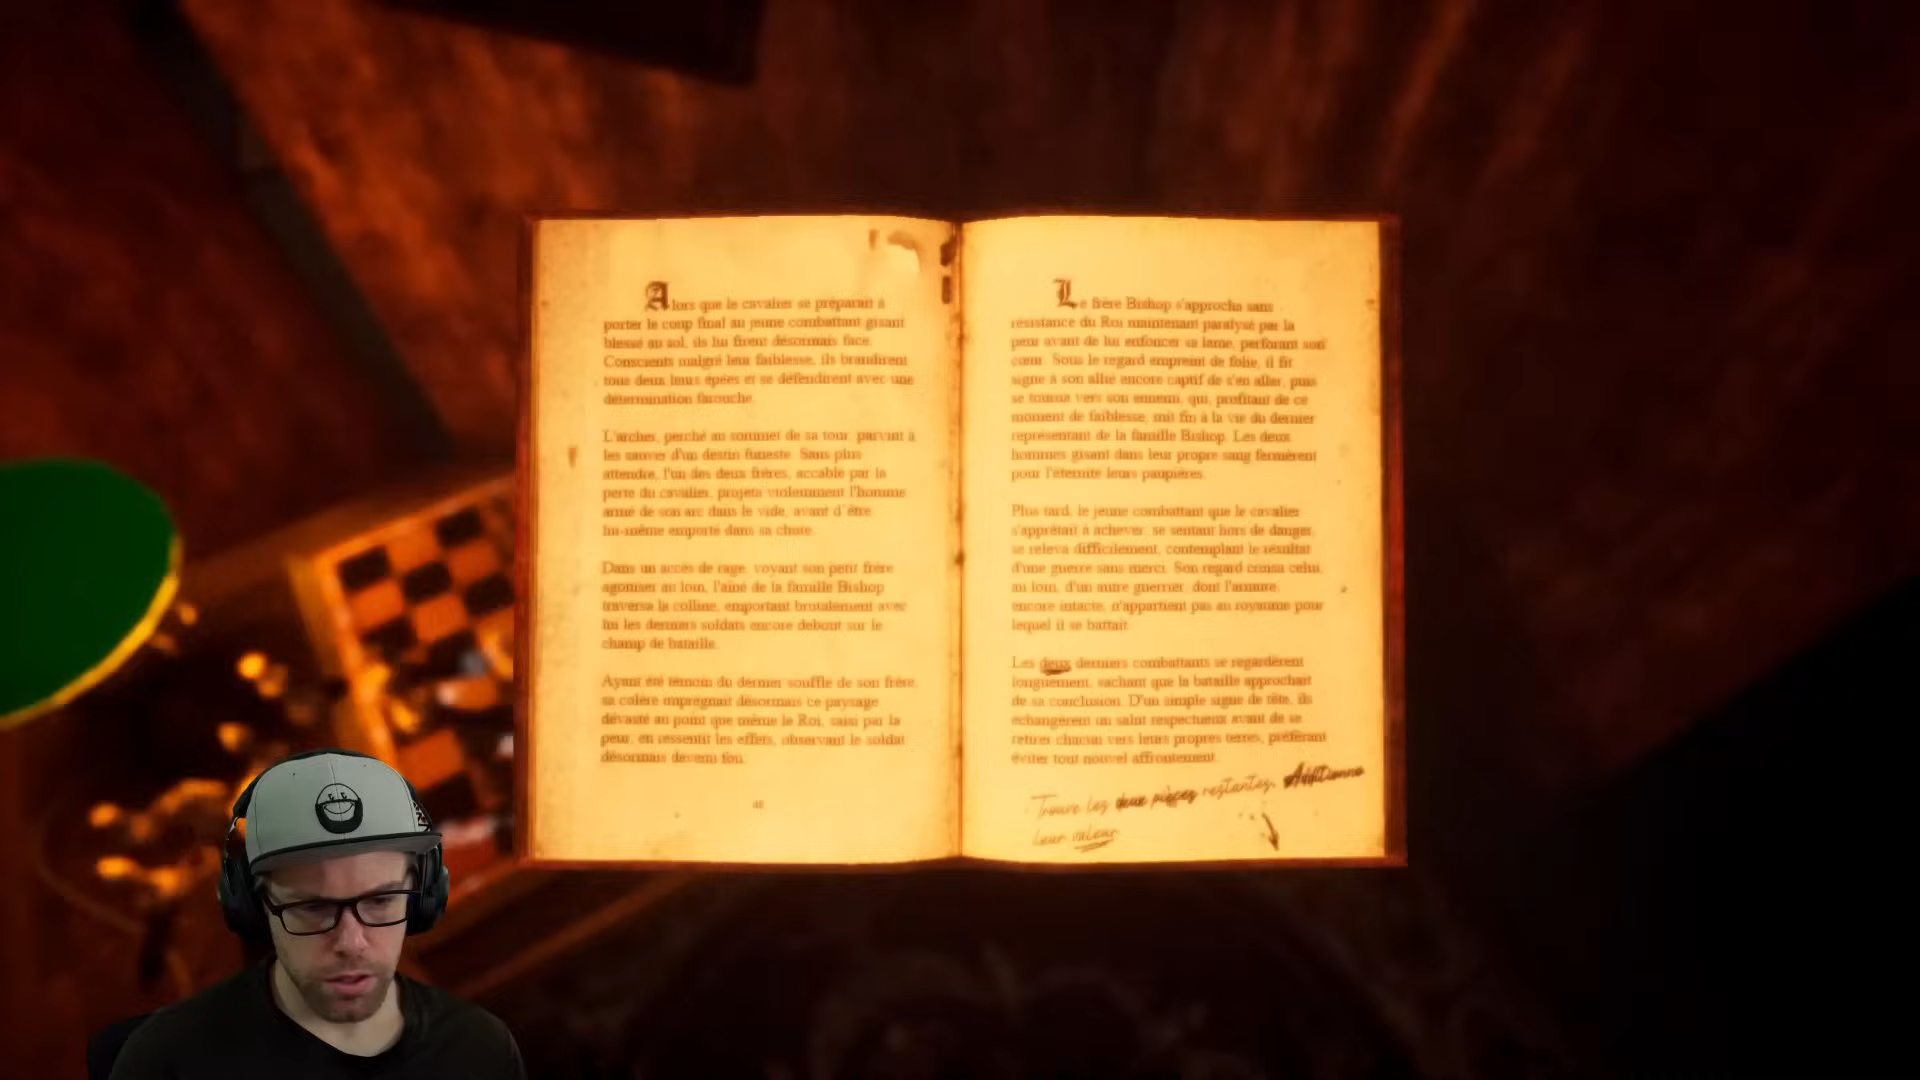 Alors que le cavalier se préparait à
porter le coup final au jeune combattant gisant
blessé au sol, ils lui firent désormais face.
Conscients malgré leur faiblesse, ils brandirent
tous deux leurs épées et se défendirent avec une
détermination farouche.
L'archer, perché au sommet de sa tour, parvint à
les sauver d'un destin funeste. Sans plus
attendre, l'un des deux frères, accablé par la
perte du cavalier, projeta violemment l'homme
armé de son arc dans le vide, avant d'être
lui-même emporté dans sa chute.
Dans un accès de rage, voyant son petit frère
agoniser au loin, l'aîné de la famille Bishop
traversa la colline, emportant brutalement avec
lui les derniers soldats encore debout sur le
champ de bataille.
Ayant été témoin du dernier souffle de son frère,
sa colère imprégnait désormais ce paysage
dévasté au point que même le Roi, saisi par la
peur, en ressentit les effets, observant le soldat
désormais devenu fou.
48
Le frère Bishop s'approcha sans
résistance du Roi maintenant paralysé par la
peur avant de lui enfoncer sa lame, perforant son
cœur. Sous le regard empreint de folie, il fit
signe à son allié encore captif de s'en aller, puis
se tourna vers son ennemi, qui, profitant de ce
moment de faiblesse, mit fin à la vie du dernier
représentant de la famille Bishop. Les deux
hommes gisant dans leur propre sang fermèrent
pour l'éternité leurs paupières.
Plus tard, le jeune combattant que le cavalier
s'apprêtait à achever, se sentant hors de danger,
se releva difficilement, contemplant le résultat
d'une guerre sans merci. Son regard croisa celui,
au loin, d'un autre guerrier, dont l'armure,
encore intacte, n'appartient pas au royaume pour
lequel il se battait.
Les deux derniers combattants se regardèrent
longuement, sachant que la bataille approchait
de sa conclusion. D'un simple signe de tête, ils
échangèrent un salut respectueux avant de se
retirer chacun vers leurs propres terres, préférant
éviter tout nouvel affrontement.
Trouve les deux pièces restantes. Additionne
leur valeur